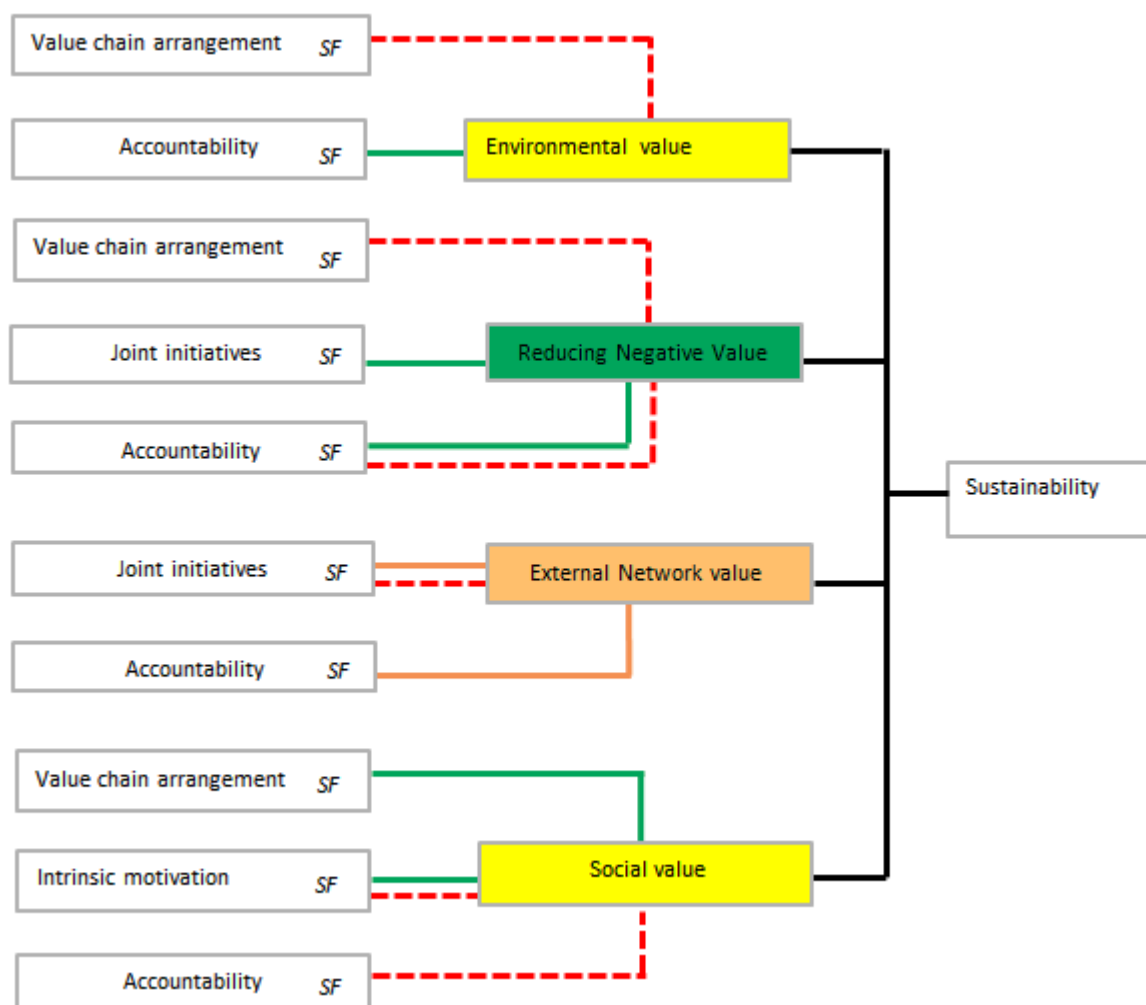 Value chain arrangement SF
Accountability SF
Environmental value
Value chain arrangement SF
Joint initiatives SF
Reducing Negative Value
Accountability SF
Sustainability
Joint initiatives SF
External Network value
Accountability SF
Value chain arrangement SF
Intrinsic motivation SF
Social value
Accountability SF